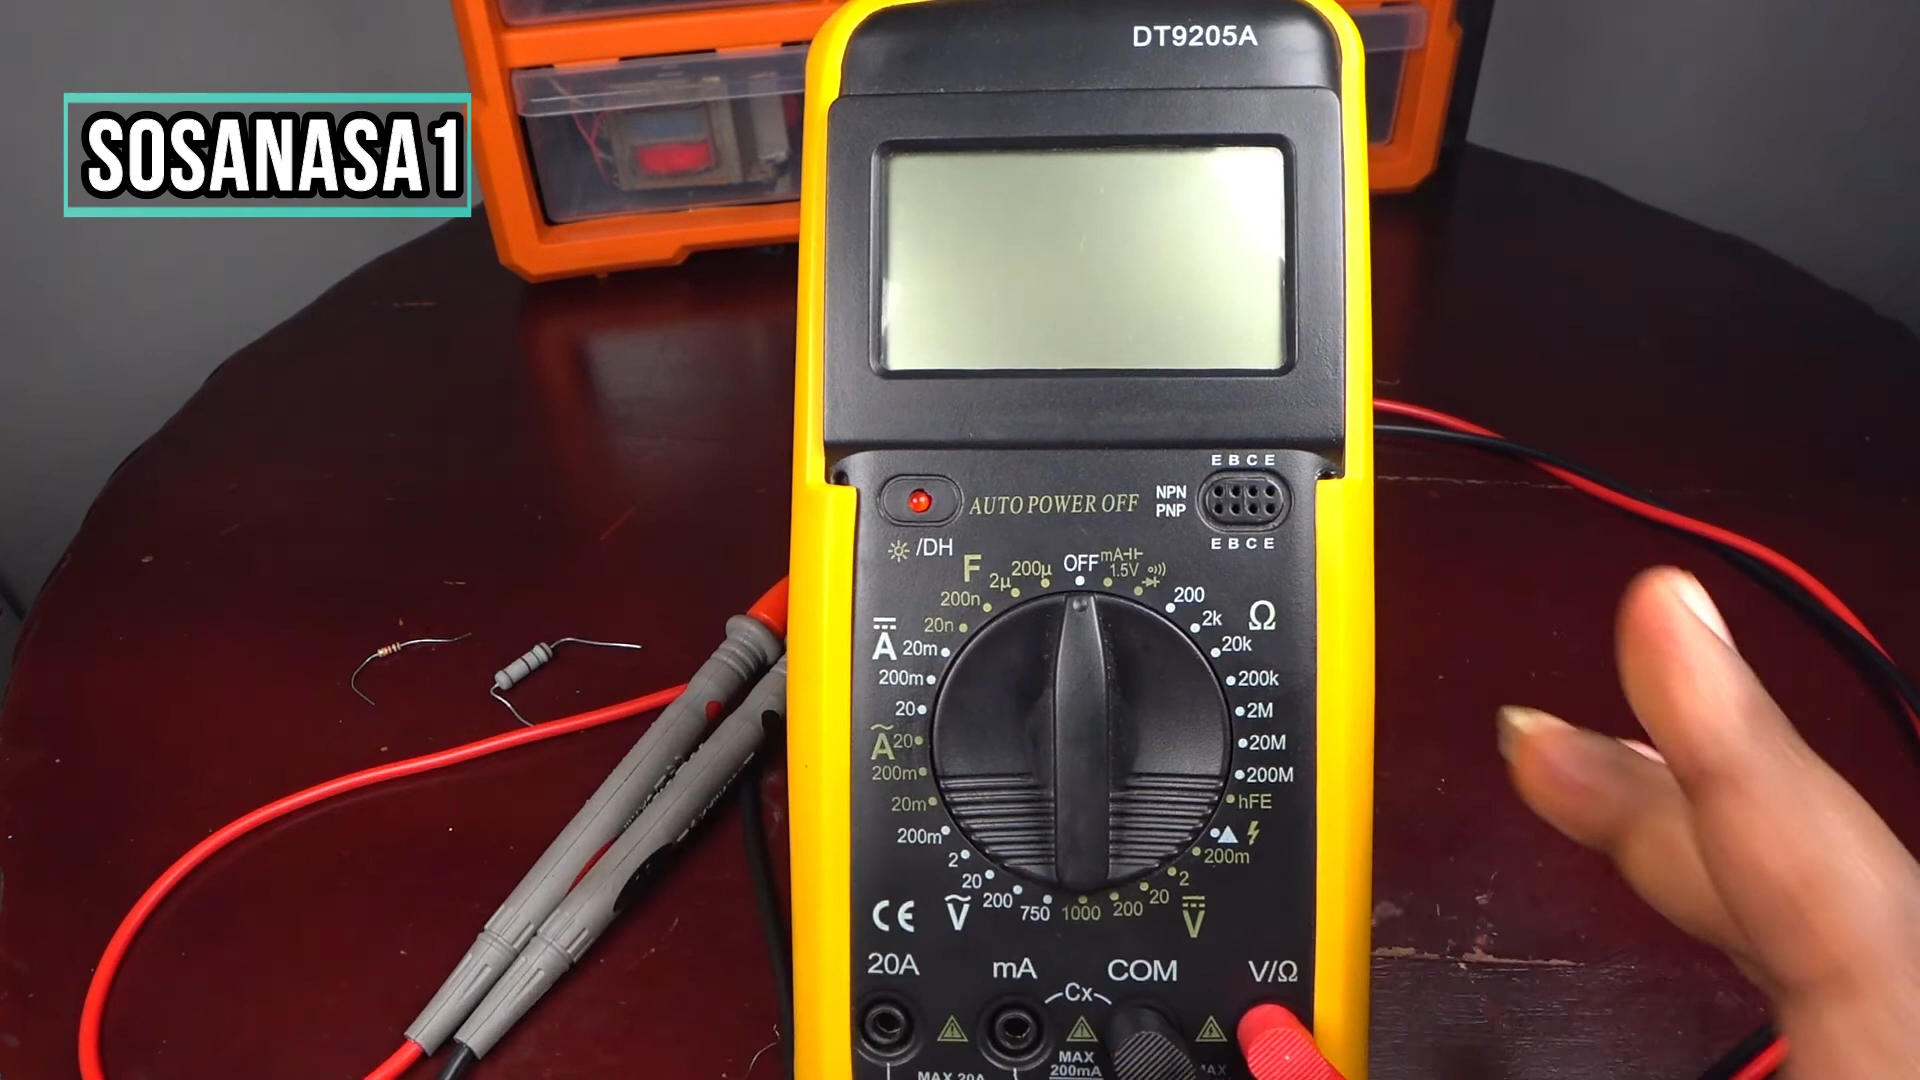 DT9205A
SOSANASA1
E B C E
NPN
PNP
AUTO POWER OFF
E B C E
/DH
OFF
mA
1.5V
F
2µ
200µ
200n
20n
200
2k
Ω
20k
200k
2M
20M
200M
hFE
A
20m
200m
20
A
20
200m
20m
200m
2
20
200
750
V
1000
200
20
2
200m
V
CE
20A
mA
COM
V/Ω
Cx
MAX
200mA
MAX 20A